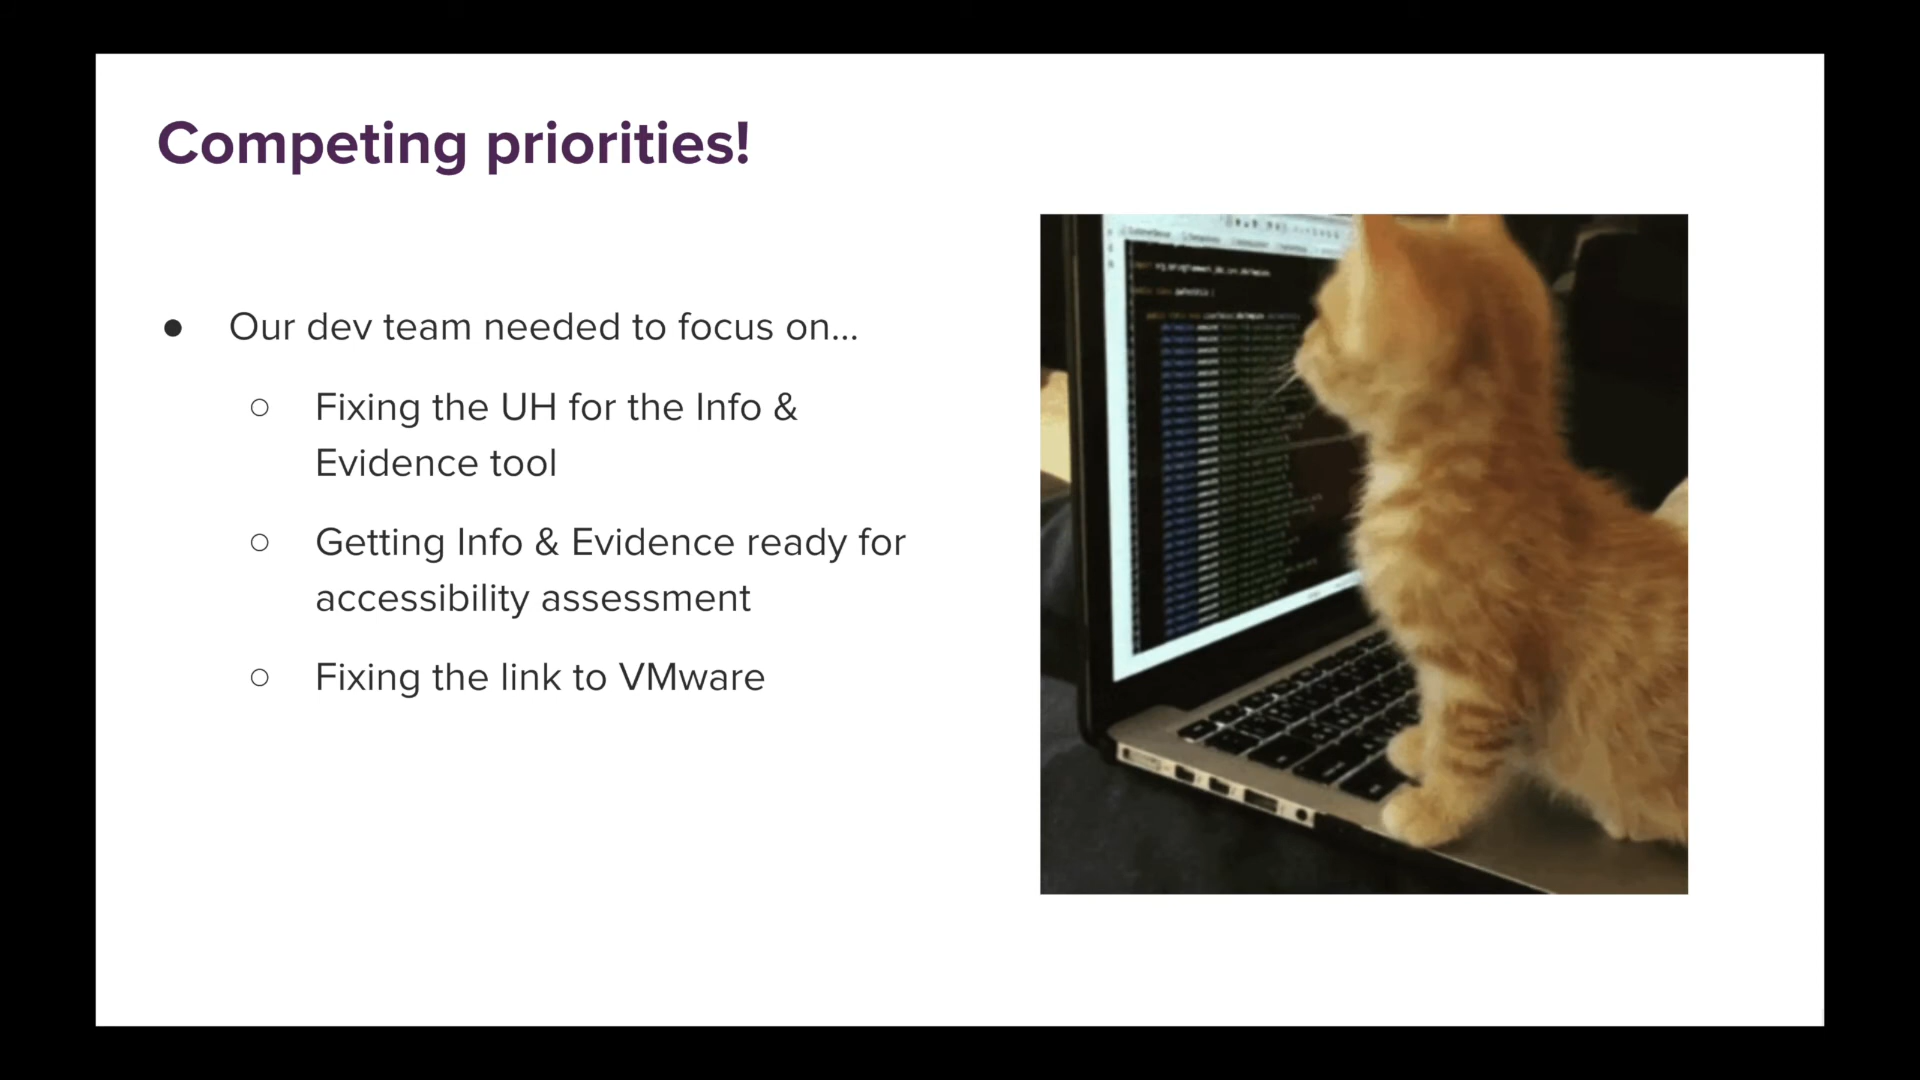 Competing priorities!
● Our dev team needed to focus on...
○ Fixing the UH for the Info &
Evidence tool
○ Getting Info & Evidence ready for
accessibility assessment
○ Fixing the link to VMware